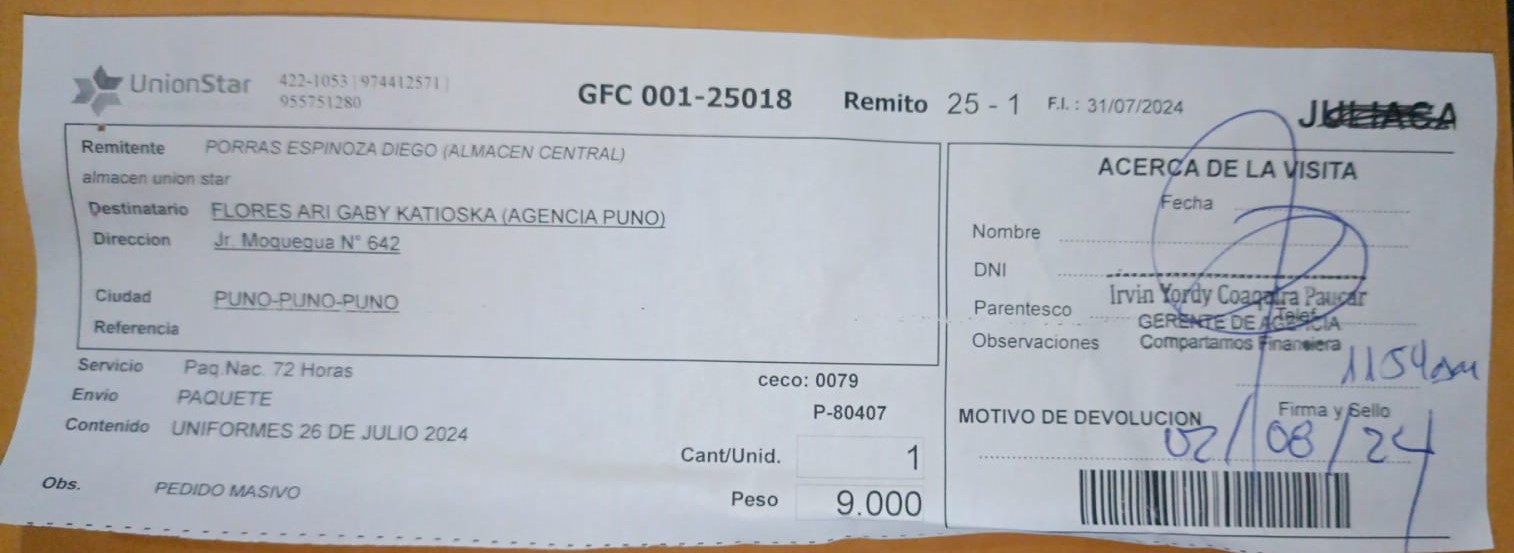 UnionStar 422-1053 | 974412571 |
955751280
GFC 001-25018 Remito 25 - 1 F.I. : 31/07/2024 JULIACA
Remitente PORRAS ESPINOZA DIEGO (ALMACEN CENTRAL)
almacen union star
Destinatario FLORES ARI GABY KATIOSKA (AGENCIA PUNO)
Direccion Jr. Moquegua N° 642
Ciudad PUNO-PUNO-PUNO
Referencia
Servicio Paq.Nac. 72 Horas
ceco: 0079
Envio PAQUETE
P-80407
Contenido UNIFORMES 26 DE JULIO 2024
Cant/Unid. 1
Obs. PEDIDO MASIVO
Peso 9.000
ACERCA DE LA VISITA
Fecha
Nombre
DNI
Irvin Yordy Coaquira Paucar
Parentesco Telef.
GERENTE DE AGENCIA
Observaciones Compartamos Financiera
11 54 am
Firma y Sello
MOTIVO DE DEVOLUCION
02/08/24